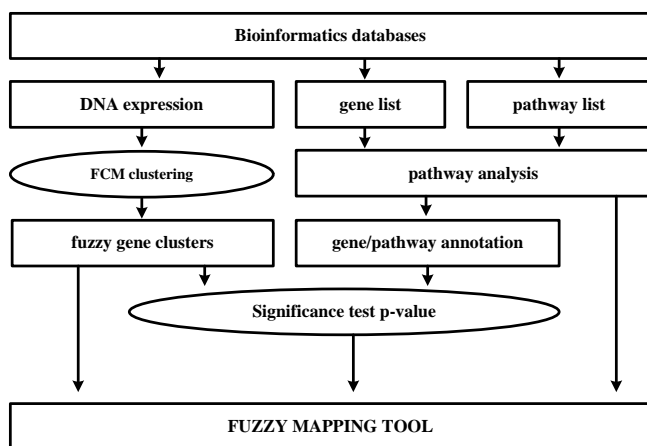 Bioinformatics databases
DNA expression
gene list
pathway list
FCM clustering
pathway analysis
fuzzy gene clusters
gene/pathway annotation
Significance test p-value
FUZZY MAPPING TOOL